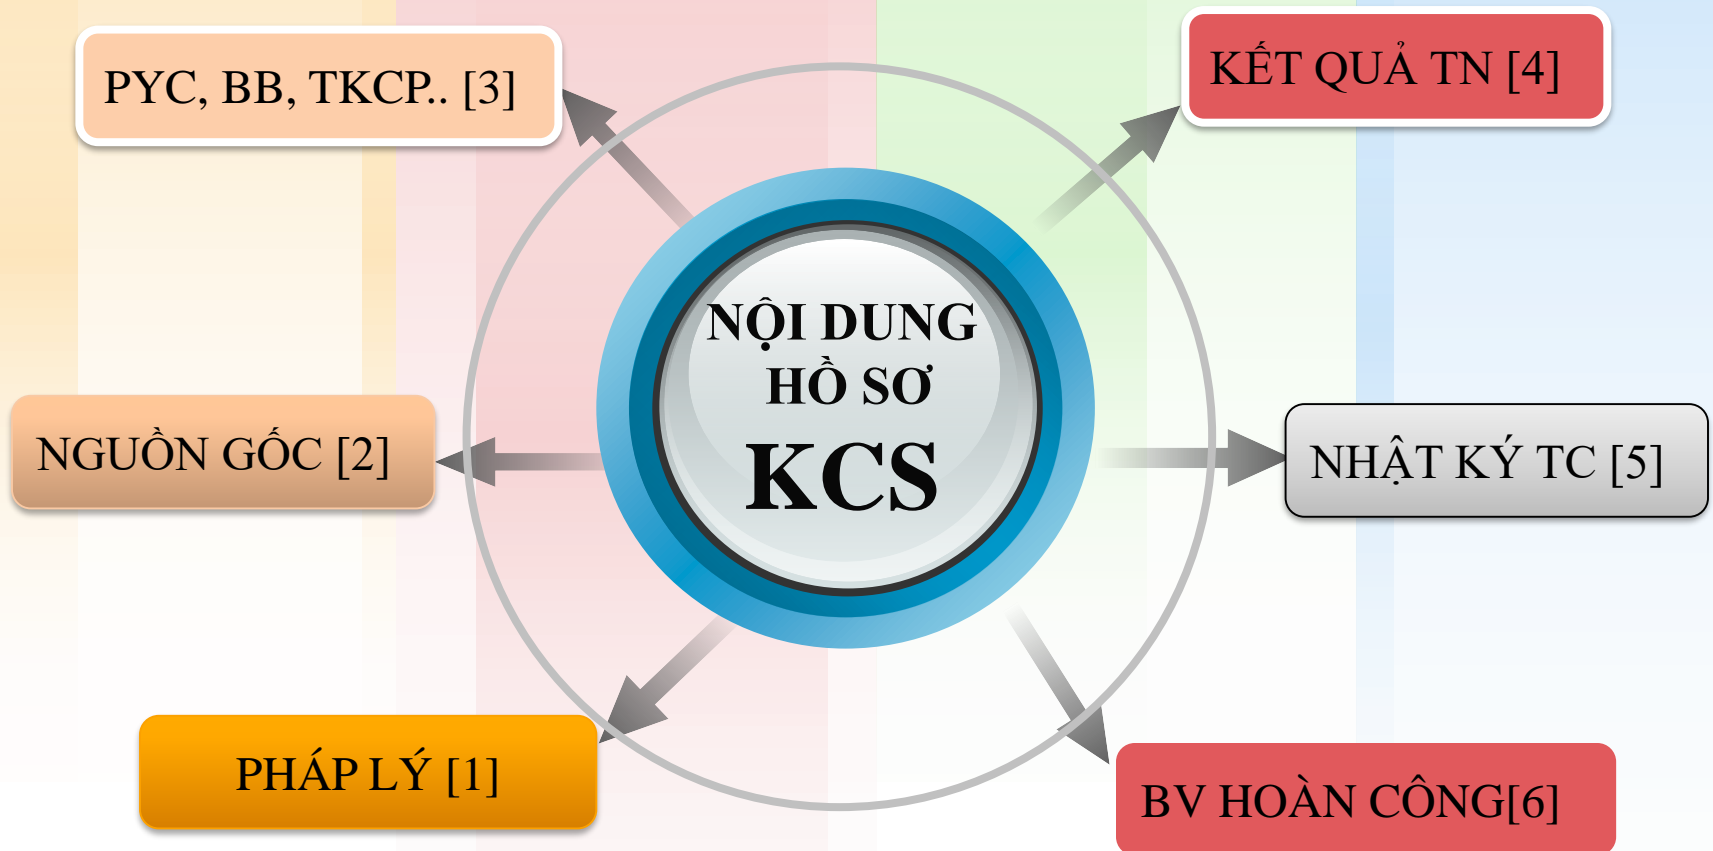 PYC, BB, TKCP.. [3]
KẾT QUẢ TN [4]
NỘI DUNG
HỒ SƠ
KCS
NGUỒN GỐC [2]
NHẬT KÝ TC [5]
PHÁP LÝ [1]
BV HOÀN CÔNG[6]